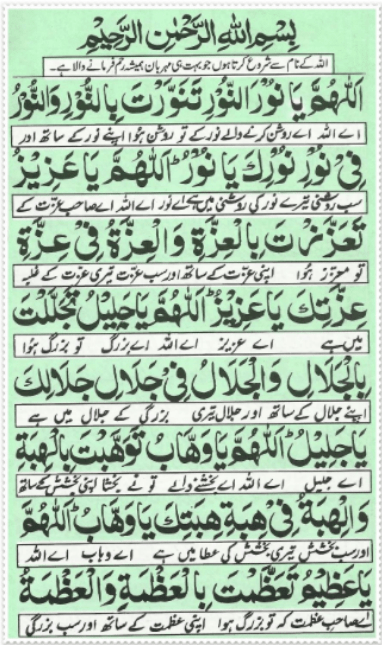 بِسْمِ اللهِ الرَّحْمٰنِ الرَّحِيْمِ
اللہ کے نام سے شروع کرتا ہوں جو بہت ہی مہربان ہمیشہ رحم فرمانے والا ہے۔
اَللّٰهُمَّ يَا نُوْرَ النُّوْرِ تَنَوَّرْتَ بِالنُّوْرِ وَالنُّوْرُ
اے اللہ اے روشن کرنے والے نور کے تو روشن ہوا اپنے نور کے ساتھ اور
فِيْ نُوْرِ نُوْرِكَ يَا نُوْرُ اَللّٰهُمَّ يَا عَزِيْزُ
سب روشنی تیرے نور کی روشنی میں ہے اے نور اے اللہ اے صاحب عزت کے
تَعَزَّزْتَ بِالْعِزَّةِ وَالْعِزَّةُ فِيْ عِزَّةِ
تو معزز ہوا اپنی عزت کے ساتھ اور سب عزت تیری عزت کے غلبہ
عِزَّتِكَ يَا عَزِيْزُ اَللّٰهُمَّ يَا جَلِيْلُ تَجَلَّلْتَ
میں ہے اے عزیز اے اللہ اے بزرگ تو بزرگ ہوا
بِالْجَلَالِ وَالْجَلَالُ فِيْ جَلَالِ جَلَالِكَ
اپنے جلال کے ساتھ اور جلال تیری بزرگی کے جلال میں ہے
يَا جَلِيْلُ اَللّٰهُمَّ يَا وَهَّابُ تَوَهَّبْتَ بِالْهِبَةِ
اے جلیل اے اللہ اے بخشنے والے تو نے بخشا اپنی بخشش کے ساتھ
وَالْهِبَةُ فِيْ هِبَةِ هِبَتِكَ يَا وَهَّابُ اَللّٰهُمَّ
اور سب بخشش تیری بخشش کی عطا میں ہے اے وہاب اے اللہ
يَا عَظِيْمُ تَعَظَّمْتَ بِالْعَظَمَةِ وَالْعَظَمَةُ
اے صاحب عظمت کہ تو بزرگ ہوا اپنی عظمت کے ساتھ اور سب بزرگی